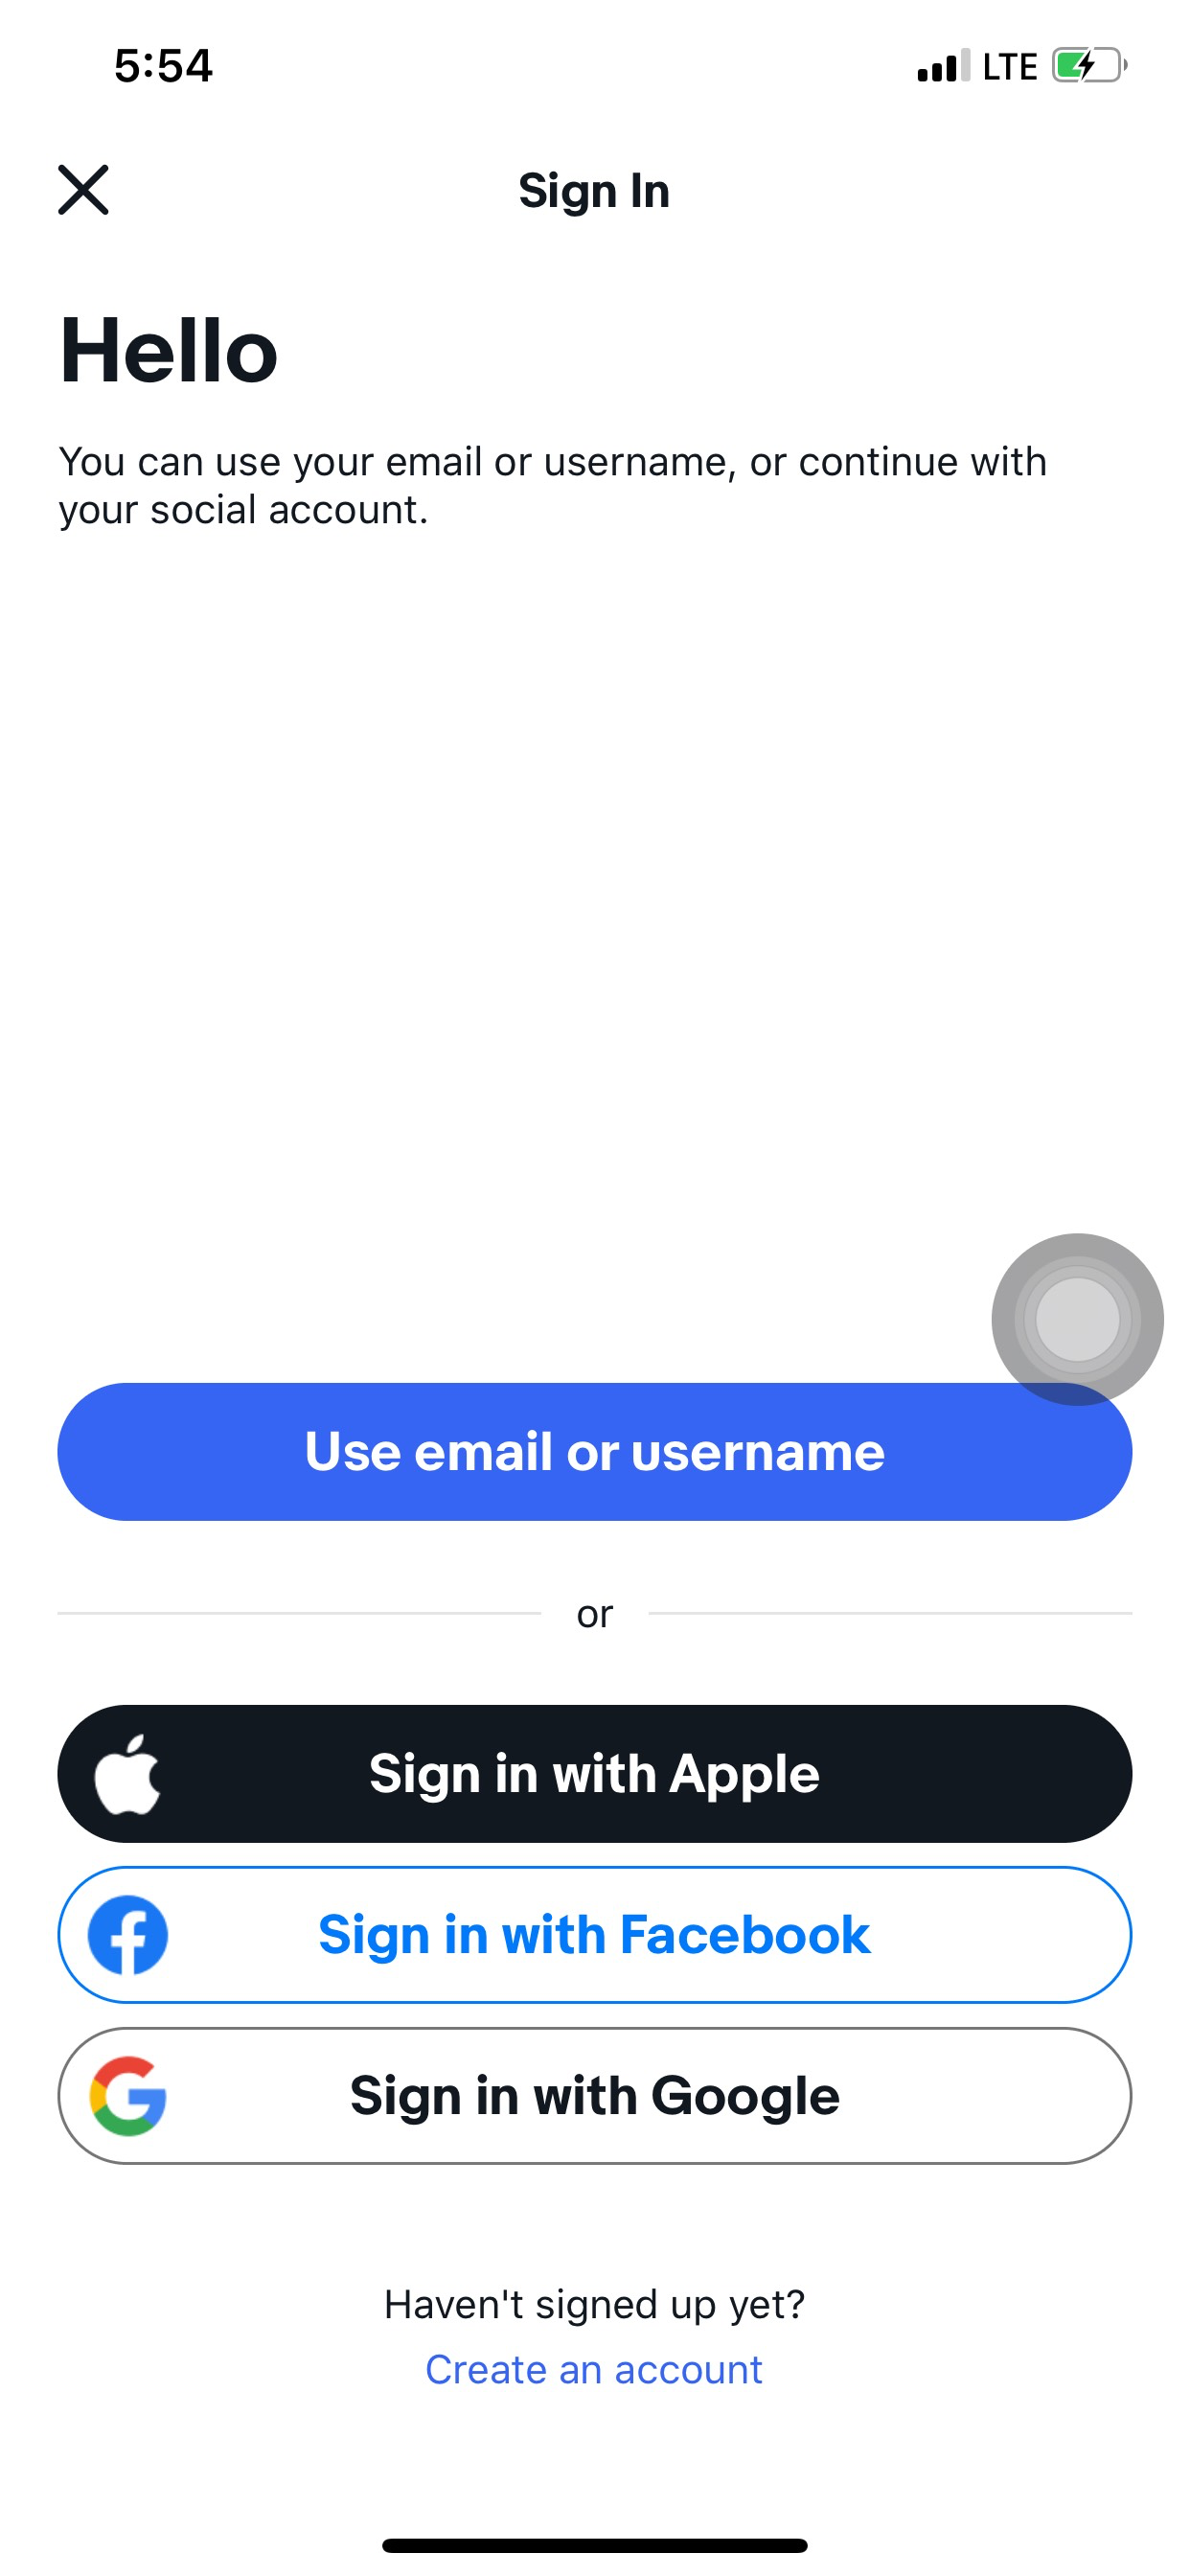 5:54
LTE
Sign In
Hello
You can use your email or username, or continue with
your social account.
Use email or username
or
Sign in with Apple
Sign in with Facebook
Sign in with Google
Haven't signed up yet?
Create an account